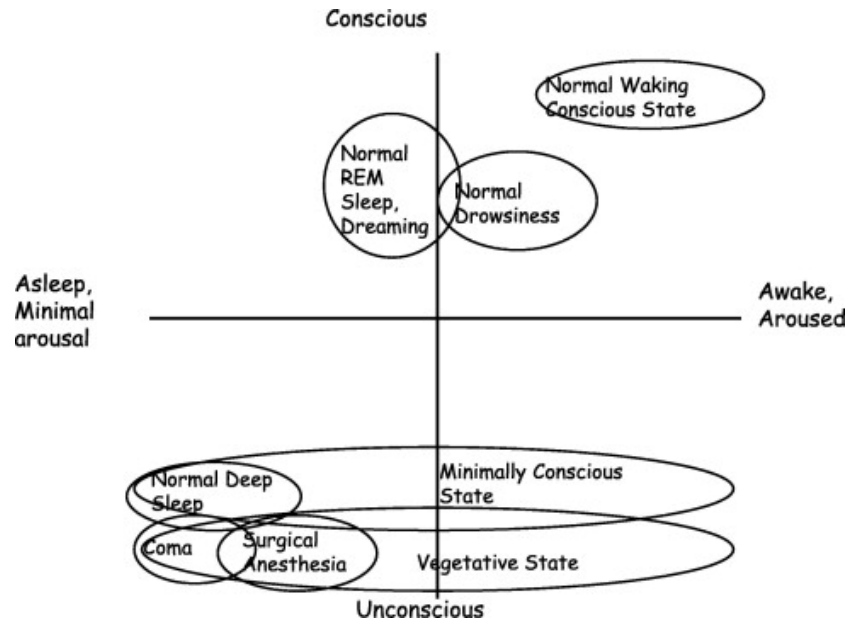 Conscious
Normal Waking
Conscious State
Normal
REM
Sleep,
Dreaming
Normal
Drowsiness
Asleep,
Minimal
arousal
Awake,
Aroused
Normal Deep
Sleep
Minimally Conscious
State
Coma
Surgical
Anesthesia
Vegetative State
Unconscious